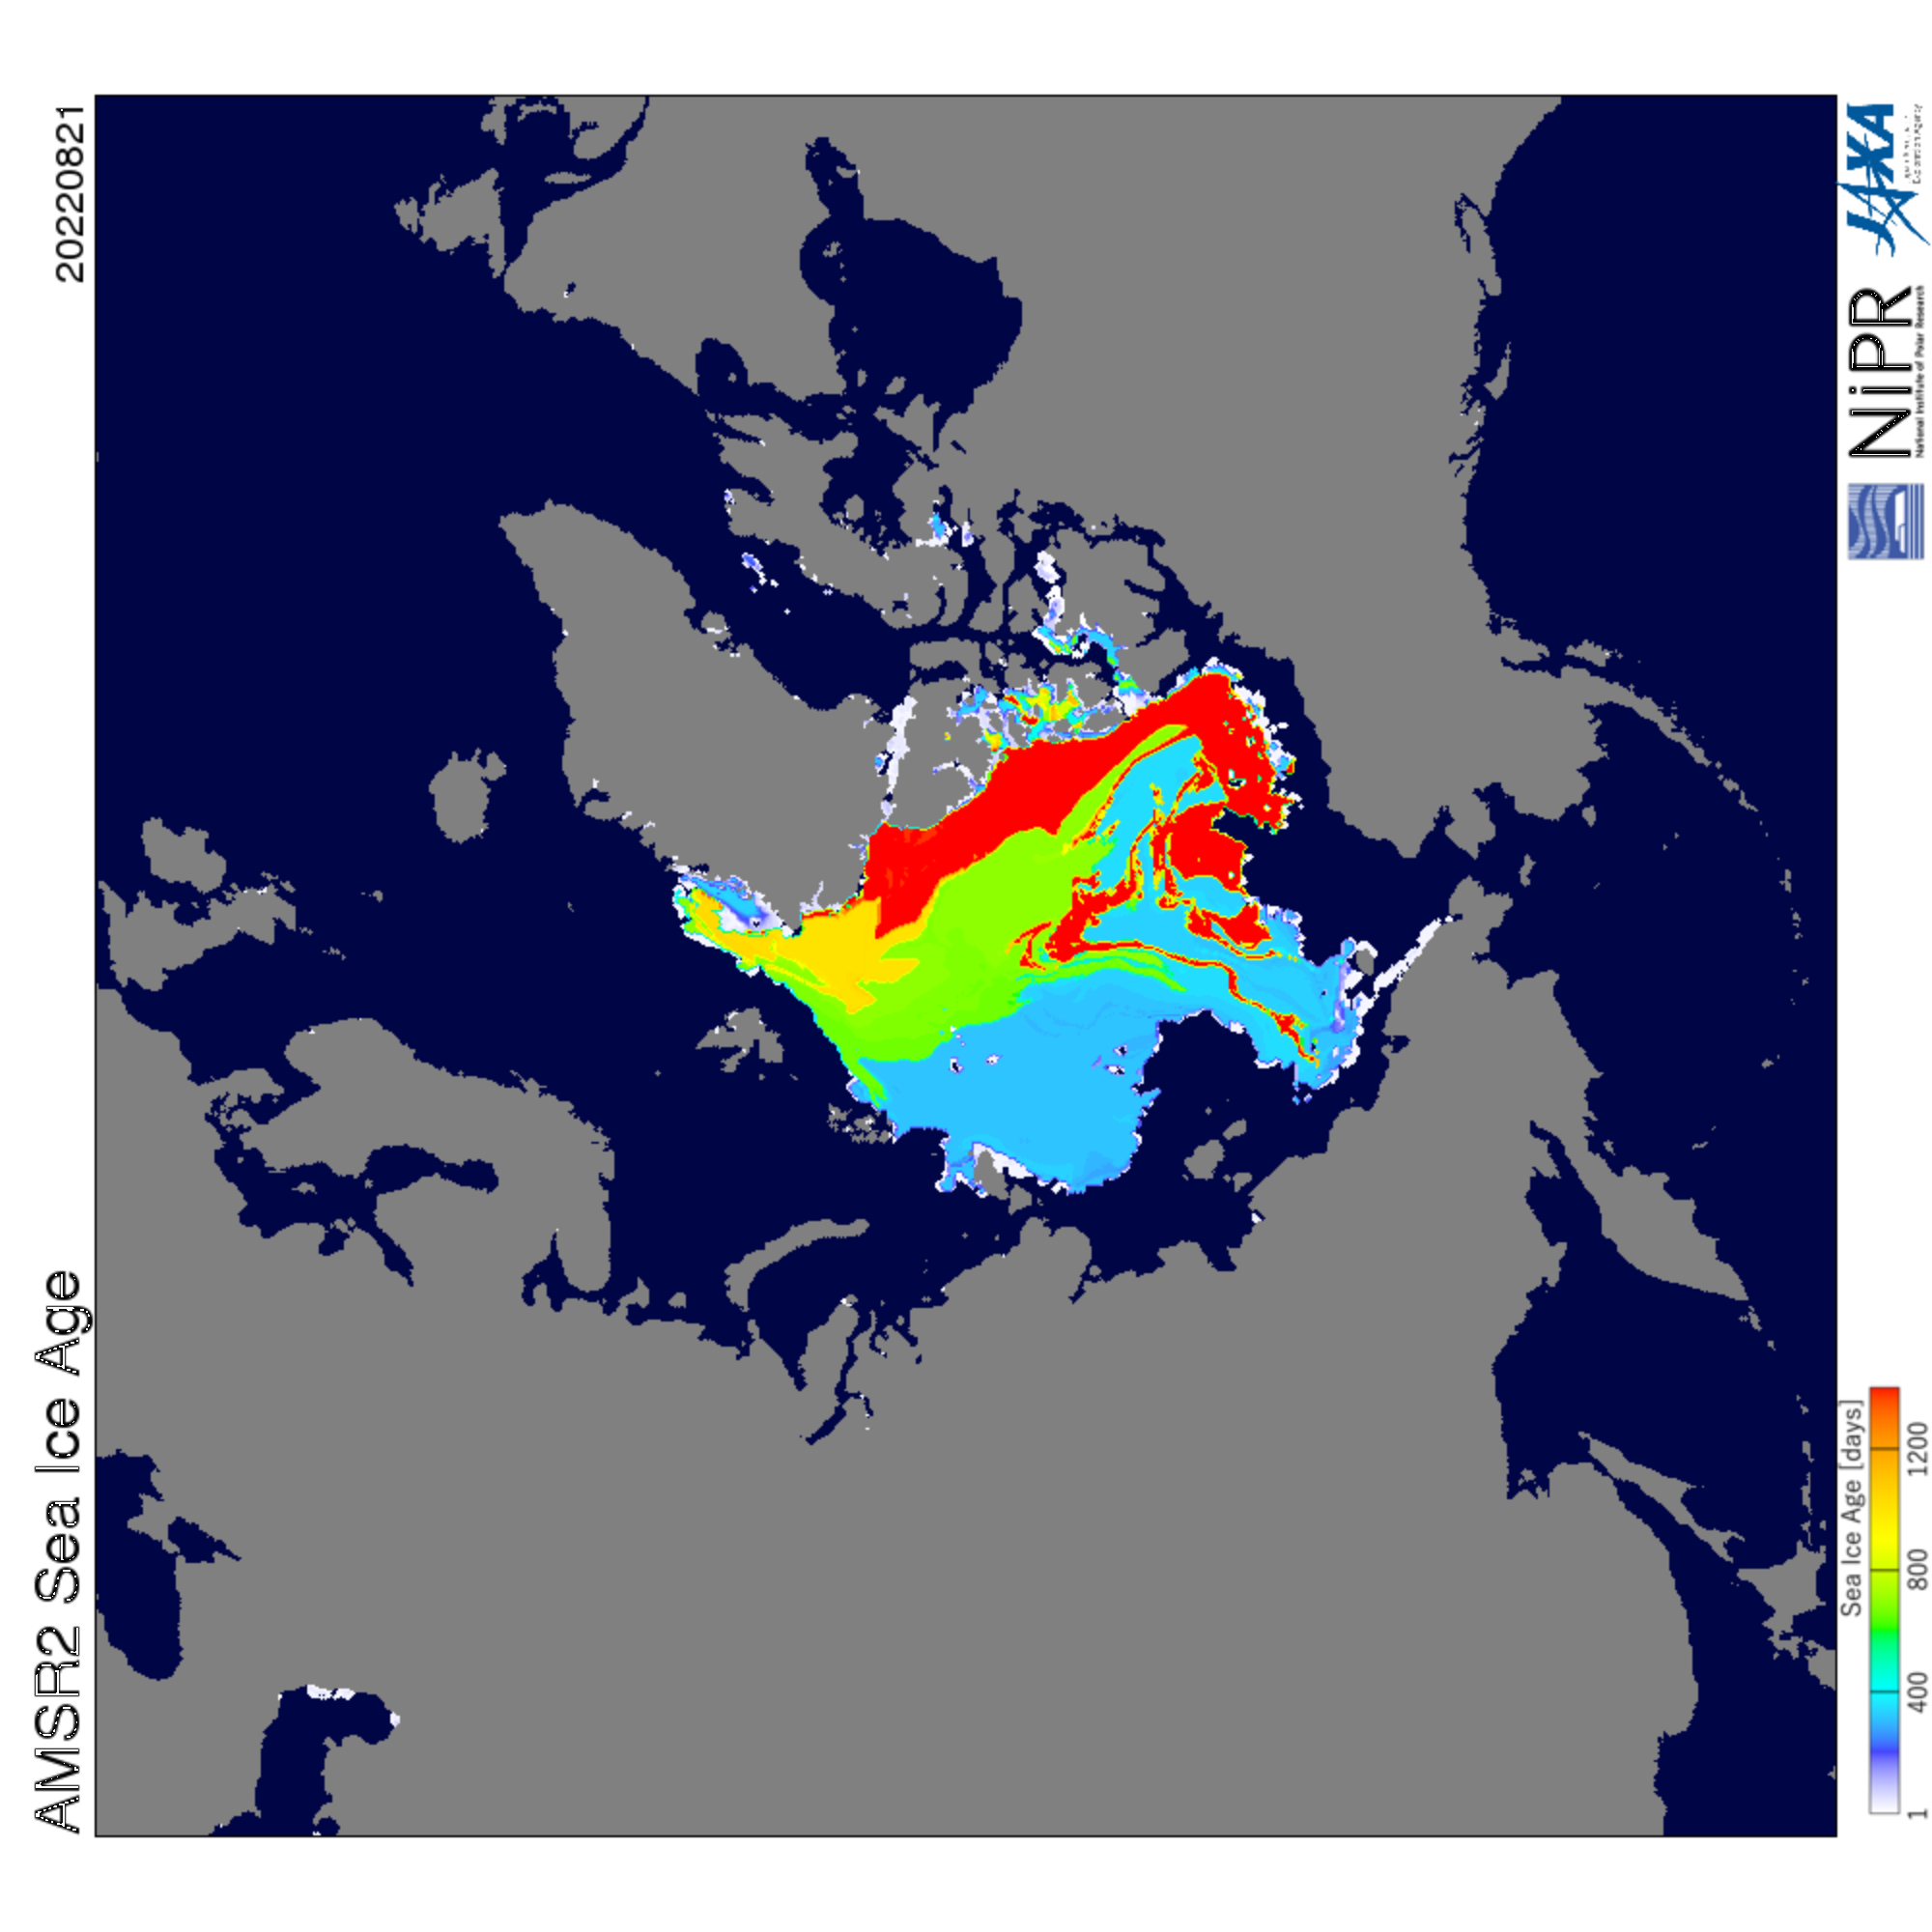 AMSR2 Sea Ice Age
20220821
Sea Ice Age [days]
1 400 800 1200
NiPR
National Institute of Polar Research
JAXA